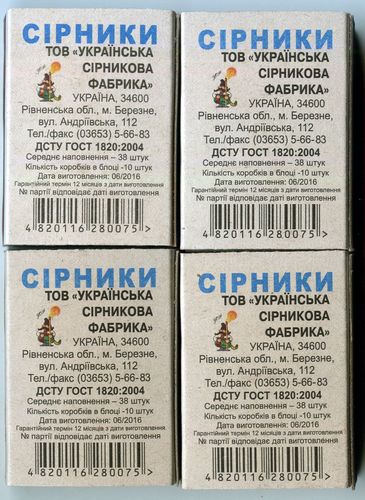 СІРНИКИ
ТОВ «УКРАЇНСЬКА
СІРНИКОВА
ФАБРИКА»
УКРАЇНА, 34600
Рівненська обл., м. Березне,
вул. Андріївська, 112
Тел./факс (03653) 5-66-83
ДСТУ ГОСТ 1820:2004
Середнє наповнення – 38 штук
Кількість коробків в блоці -10 штук
Дата виготовлення: 06/2016
Гарантійний термін 12 місяців з дати виготовлення
№ партії відповідає даті виготовлення
4 820116 280075 >
СІРНИКИ
ТОВ «УКРАЇНСЬКА
СІРНИКОВА
ФАБРИКА»
УКРАЇНА, 34600
Рівненська обл., м. Березне,
вул. Андріївська, 112
Тел./факс (03653) 5-66-83
ДСТУ ГОСТ 1820:2004
Середнє наповнення – 38 штук
Кількість коробків в блоці -10 штук
Дата виготовлення: 06/2016
Гарантійний термін 12 місяців з дати виготовлення
№ партії відповідає даті виготовлення
4 820116 280075 >
СІРНИКИ
ТОВ «УКРАЇНСЬКА
СІРНИКОВА
ФАБРИКА»
УКРАЇНА, 34600
Рівненська обл., м. Березне,
вул. Андріївська, 112
Тел./факс (03653) 5-66-83
ДСТУ ГОСТ 1820:2004
Середнє наповнення – 38 штук
Кількість коробків в блоці -10 штук
Дата виготовлення: 06/2016
Гарантійний термін 12 місяців з дати виготовлення
№ партії відповідає даті виготовлення
4 820116 280075 >
СІРНИКИ
ТОВ «УКРАЇНСЬКА
СІРНИКОВА
ФАБРИКА»
УКРАЇНА, 34600
Рівненська обл., м. Березне,
вул. Андріївська, 112
Тел./факс (03653) 5-66-83
ДСТУ ГОСТ 1820:2004
Середнє наповнення – 38 штук
Кількість коробків в блоці -10 штук
Дата виготовлення: 06/2016
Гарантійний термін 12 місяців з дати виготовлення
№ партії відповідає даті виготовлення
4 820116 280075 >